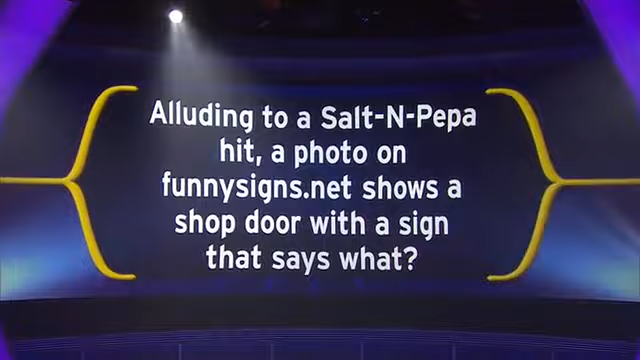 Alluding to a Salt-N-Pepa
hit, a photo on
funnysigns.net shows a
shop door with a sign
that says what?